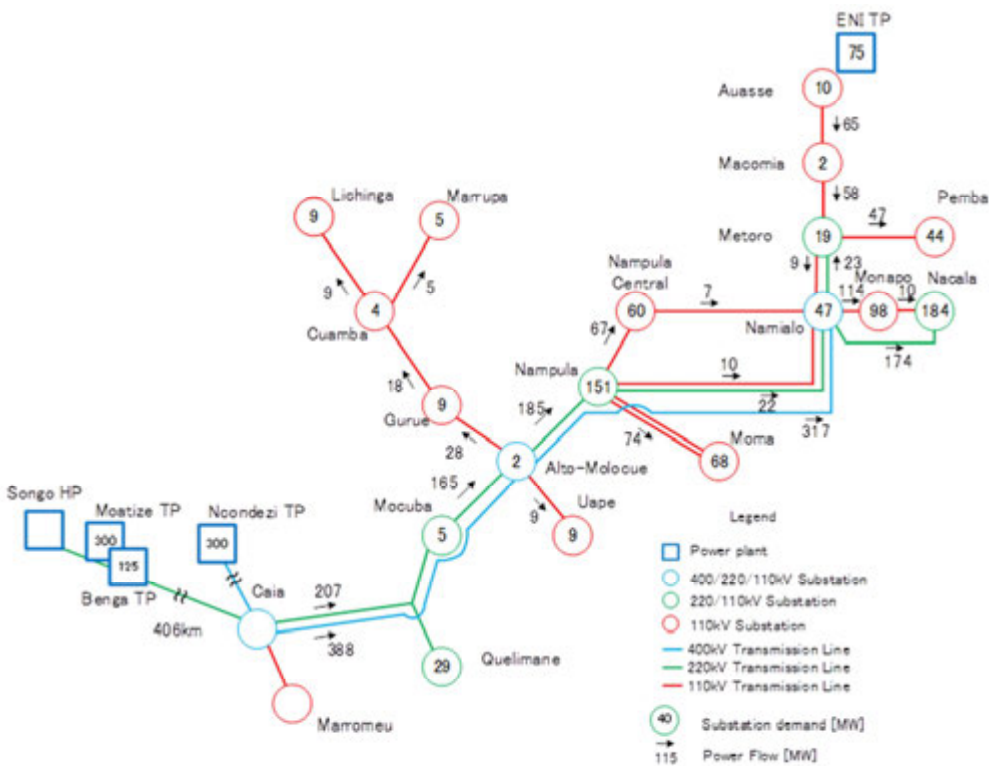 ENI TP
75
Auasse
10
65
Macomia
2
58
Lichinga
9
Marrupa
5
Pemba
47
44
Metoro
19
9
23
Nampula
Central
Monapo
Nacala
9
5
7
114
10
60
47
98
184
4
Cuamba
67
Namialo
174
Nampula
10
18
151
22
185
317
Gurue
9
74
Moma
28
2
68
Alto-Molocue
165
Mocuba
Uape
9
9
Songo HP
Moatize TP
Ncondezi TP
5
300
300
125
Benga TP
Caia
207
406km
388
Quelimane
29
Marromeu
Legend
Power plant
400/220/110kV Substation
220/110kV Substation
110kV Substation
400kV Transmission Line
220kV Transmission Line
110kV Transmission Line
40
Substation demand [MW]
115
Power Flow [MW]